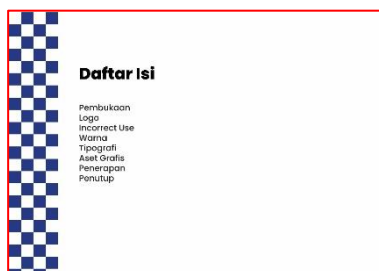 Daftar Isi
Pembukaan
Logo
Incorrect Use
Warna
Tipografi
Aset Grafis
Penerapan
Penutup